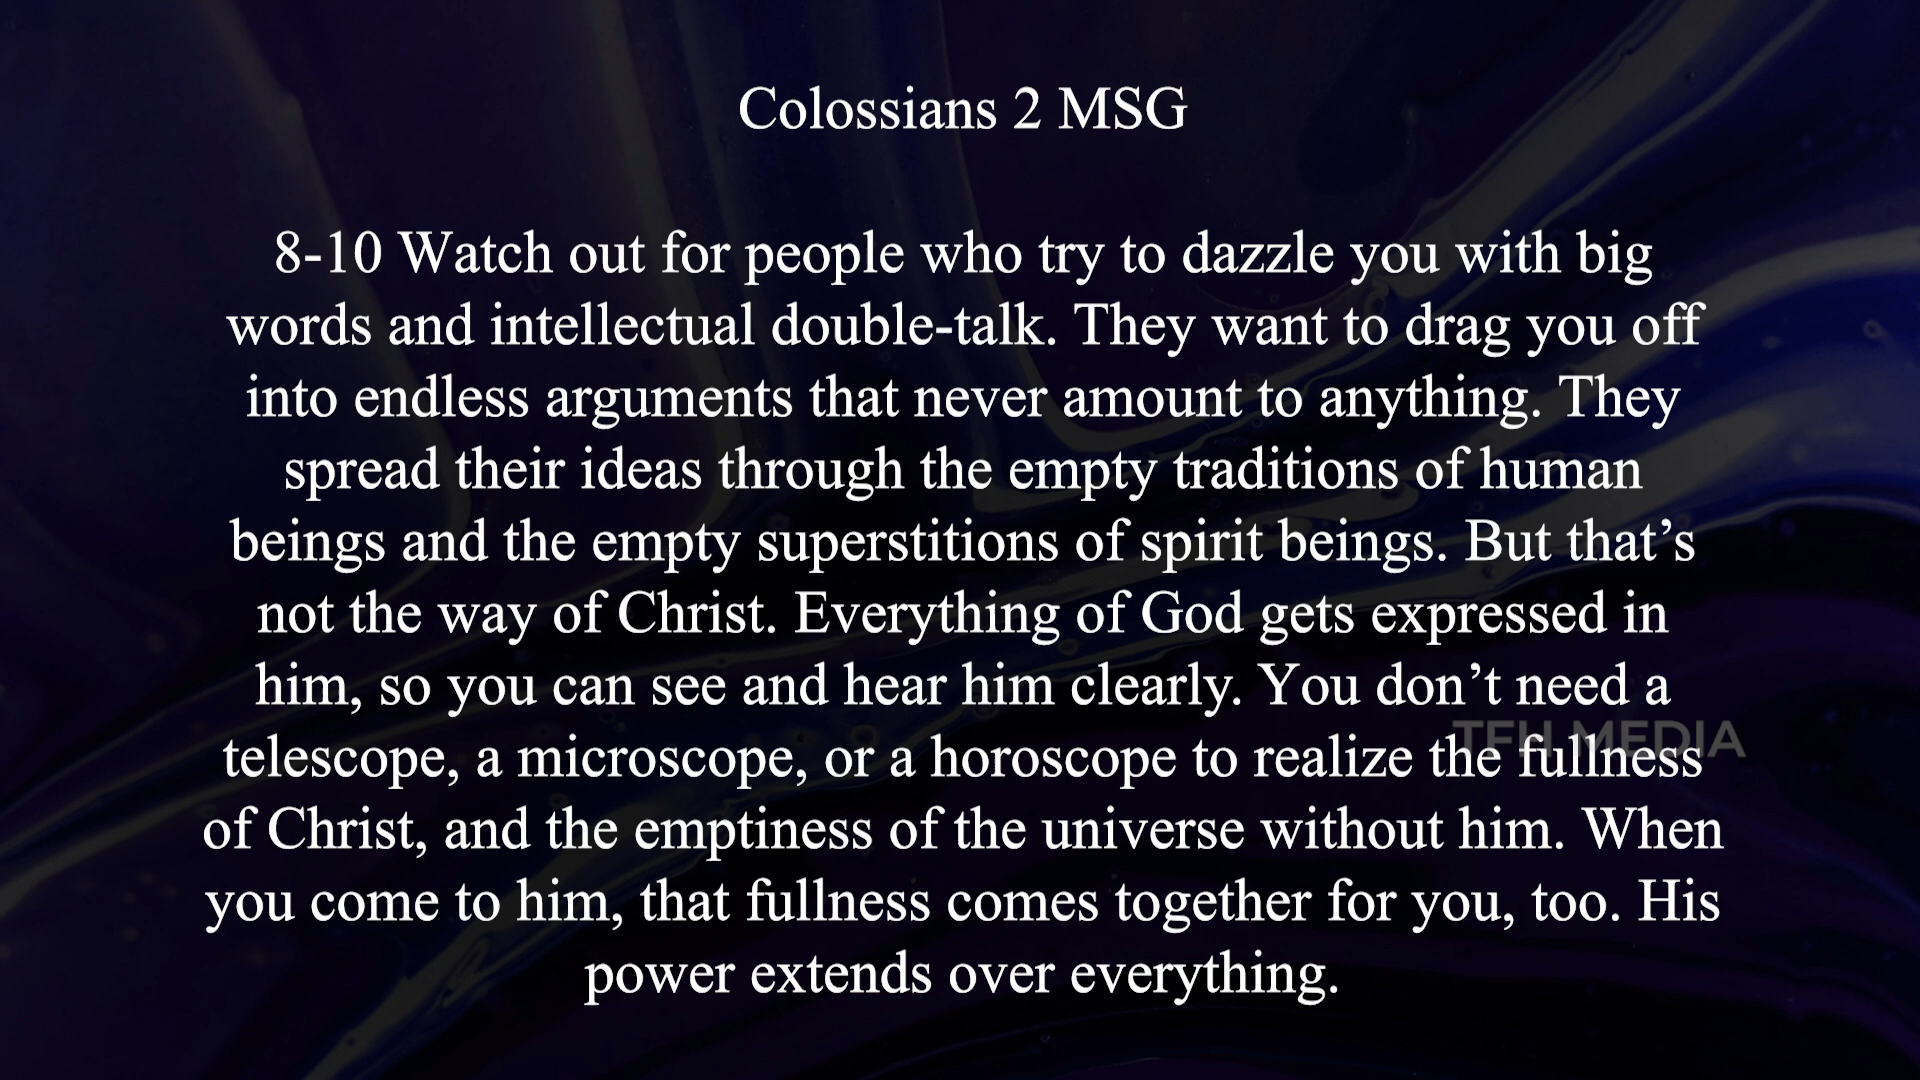 Colossians 2 MSG
8-10 Watch out for people who try to dazzle you with big
words and intellectual double-talk. They want to drag you off
into endless arguments that never amount to anything. They
spread their ideas through the empty traditions of human
beings and the empty superstitions of spirit beings. But that’s
not the way of Christ. Everything of God gets expressed in
him, so you can see and hear him clearly. You don’t need a
telescope, a microscope, or a horoscope to realize the fullness
of Christ, and the emptiness of the universe without him. When
you come to him, that fullness comes together for you, too. His
power extends over everything.
TFH MEDIA